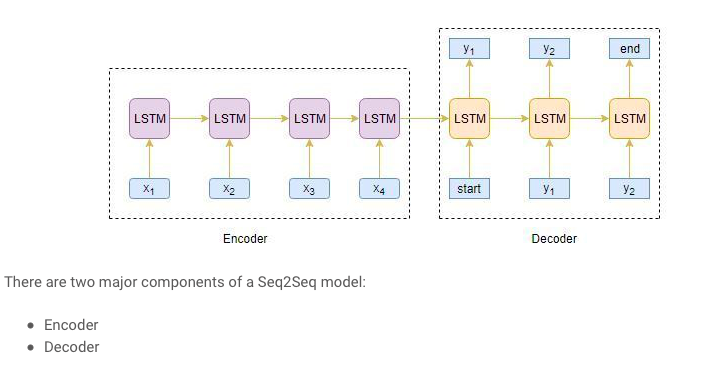 y1 y2 end
LSTM LSTM LSTM LSTM LSTM LSTM LSTM
x1 x2 x3 x4 start y1 y2
Encoder Decoder
There are two major components of a Seq2Seq model:
• Encoder
• Decoder